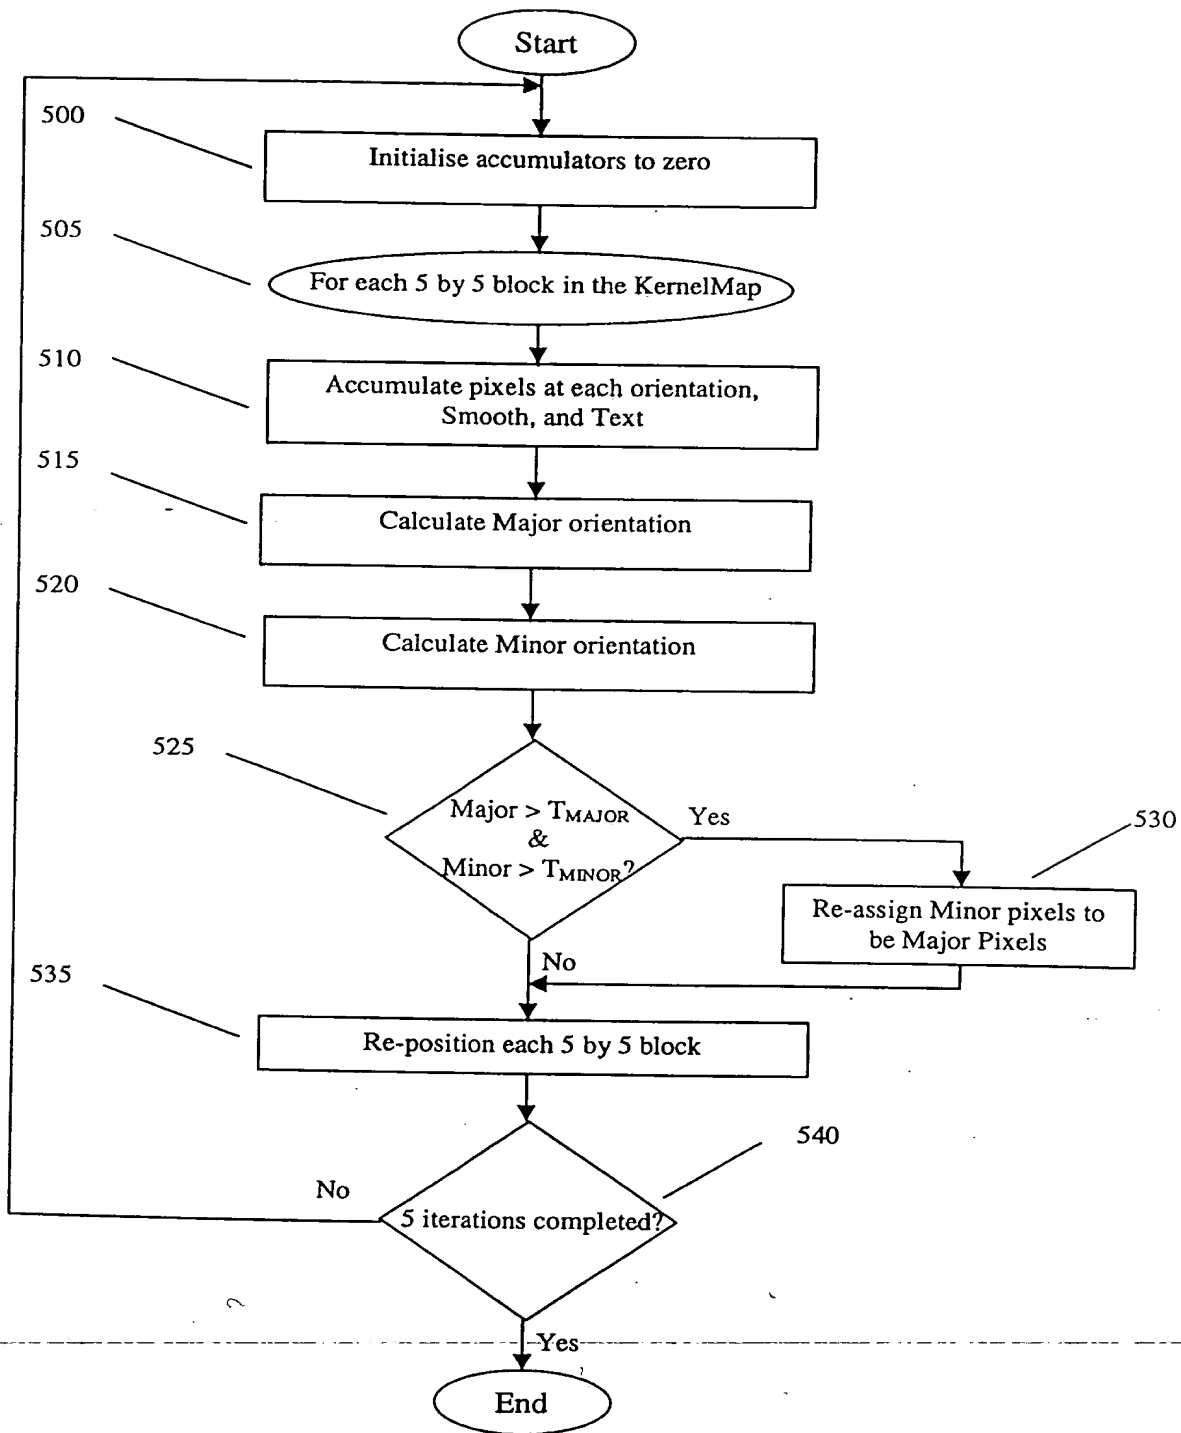 Start
500
Initialise accumulators to zero
505
For each 5 by 5 block in the KernelMap
510
Accumulate pixels at each orientation,
Smooth, and Text
515
Calculate Major orientation
520
Calculate Minor orientation
525
Major > TMAJOR
&
Minor > TMINOR?
Yes
530
Re-assign Minor pixels to
be Major Pixels
No
535
Re-position each 5 by 5 block
540
No
5 iterations completed?
Yes
End